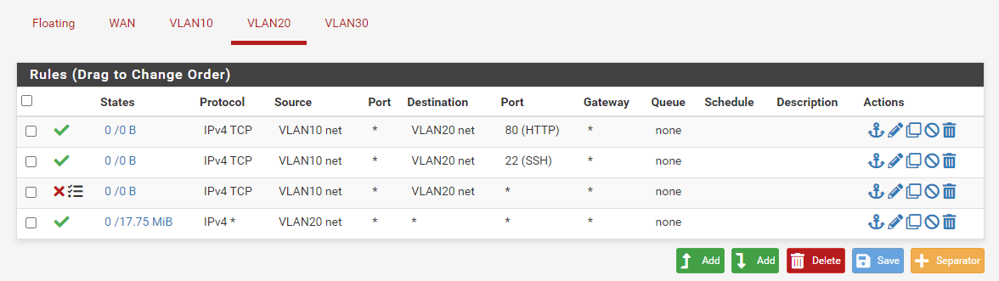 Floating WAN VLAN10 VLAN20 VLAN30
Rules (Drag to Change Order)
States Protocol Source Port Destination Port Gateway Queue Schedule Description Actions
0 /0 B IPv4 TCP VLAN10 net * VLAN20 net 80 (HTTP) * none
0 /0 B IPv4 TCP VLAN10 net * VLAN20 net 22 (SSH) * none
0 /0 B IPv4 TCP VLAN10 net * VLAN20 net * * none
0 /17.75 MiB IPv4 * VLAN20 net * * * * none
Add Add Delete Save Separator